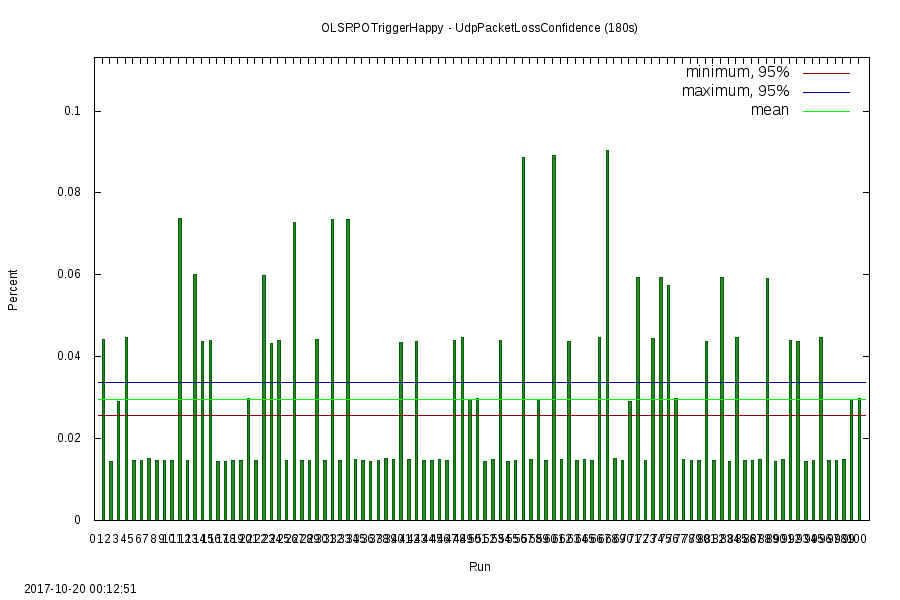 OLSRPOTriggerHappy - UdpPacketLossConfidence (180s)
minimum, 95%
maximum, 95%
mean
0.1
0.08
0.06
0.04
0.02
0
Percent
Run
2017-10-20 00:12:51